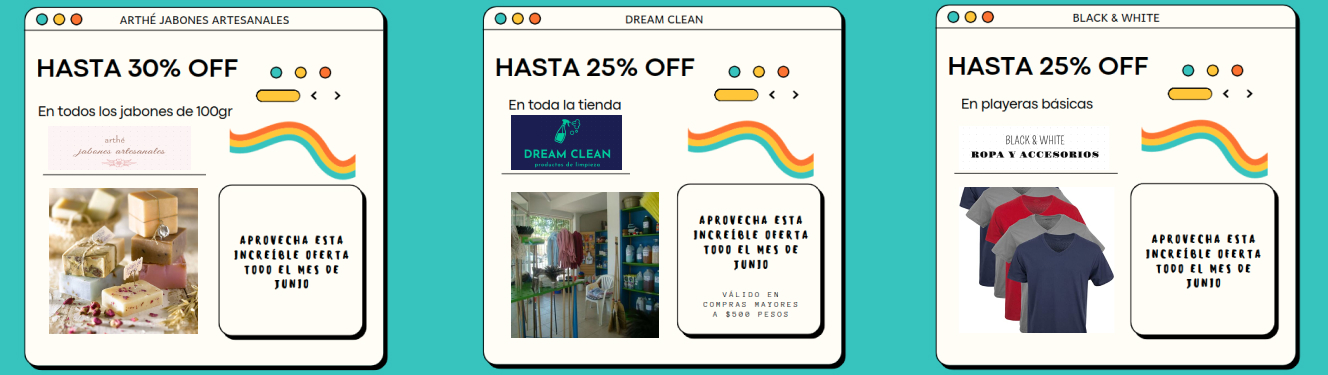 ARTHÉ JABONES ARTESANALES
HASTA 30% OFF
En todos los jabones de 100gr
arthé
jabones artesanales
APROVECHA ESTA
INCREÍBLE OFERTA
TODO EL MES DE
JUNIO
DREAM CLEAN
HASTA 25% OFF
En toda la tienda
DREAM CLEAN
productos de limpieza
APROVECHA ESTA
INCREÍBLE OFERTA
TODO EL MES DE
JUNIO
VÁLIDO EN
COMPRAS MAYORES
A $500 PESOS
BLACK & WHITE
HASTA 25% OFF
En playeras básicas
BLACK & WHITE
ROPA Y ACCESORIOS
APROVECHA ESTA
INCREÍBLE OFERTA
TODO EL MES DE
JUNIO